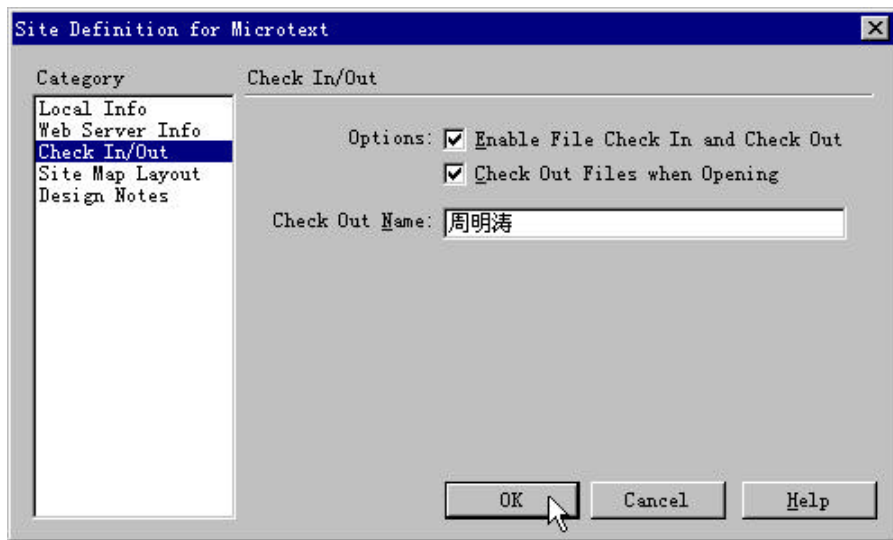 Site Definition for Microtext
Category
Local Info
Web Server Info
Check In/Out
Site Map Layout
Design Notes
Check In/Out
Options: Enable File Check In and Check Out
Check Out Files when Opening
Check Out Name: 周明涛
OK Cancel Help